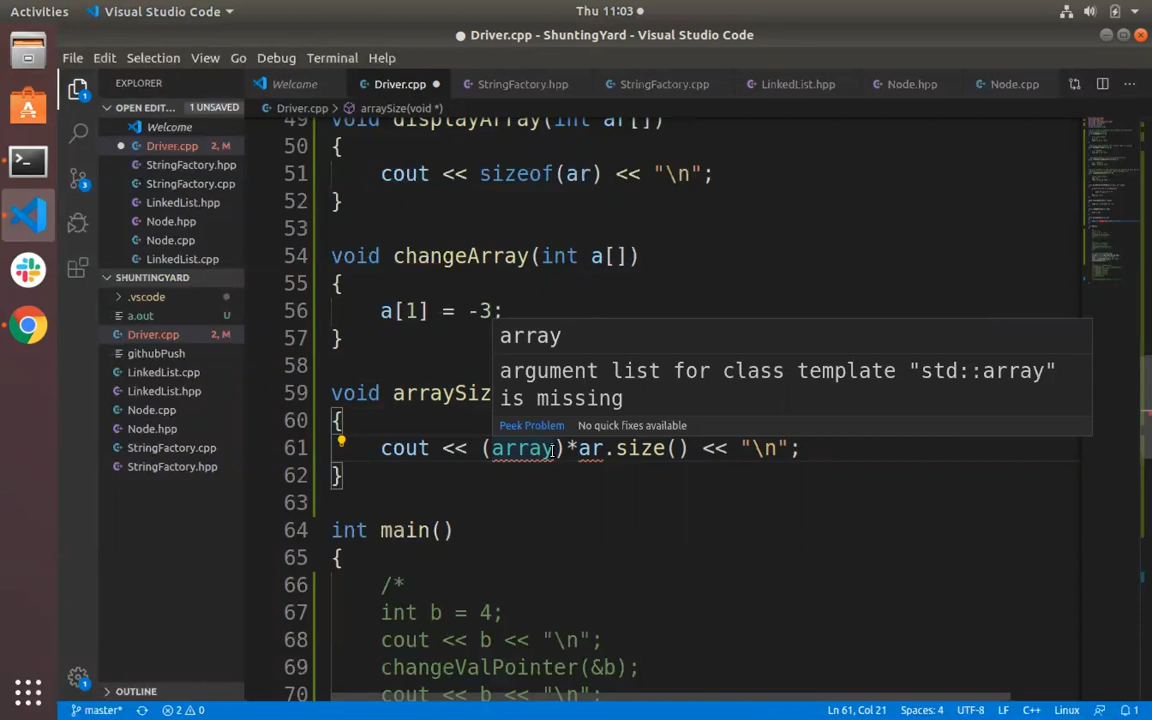 Activities
Visual Studio Code
Thu 11:03
● Driver.cpp - ShuntingYard - Visual Studio Code
File Edit Selection View Go Debug Terminal Help
EXPLORER
Welcome
Driver.cpp
StringFactory.hpp
StringFactory.cpp
LinkedList.hpp
Node.hpp
Node.cpp
OPEN EDIT... 1 UNSAVED
Welcome
Driver.cpp 2, M
StringFactory.hpp
StringFactory.cpp
LinkedList.hpp
Node.hpp
Node.cpp
LinkedList.cpp
SHUNTINGYARD
.vscode
a.out U
Driver.cpp 2, M
githubPush
LinkedList.cpp
LinkedList.hpp
Node.cpp
Node.hpp
StringFactory.cpp
StringFactory.hpp
OUTLINE
Driver.cpp > arraySize(void *)
49 void displayArray(int ar[])
50 {
51 cout << sizeof(ar) << "\n";
52 }
53
54 void changeArray(int a[])
55 {
56 a[1] = -3;
57 }
58
59 void arraySiz
60 {
61 cout << (array)*ar.size() << "\n";
62 }
63
64 int main()
65 {
66 /*
67 int b = 4;
68 cout << b << "\n";
69 changeValPointer(&b);
70 cout << b << "\n";
array
argument list for class template "std::array"
is missing
Peek Problem No quick fixes available
1
3
1
master* 2 0 Ln 61, Col 21 Spaces: 4 UTF-8 LF C++ Linux 1